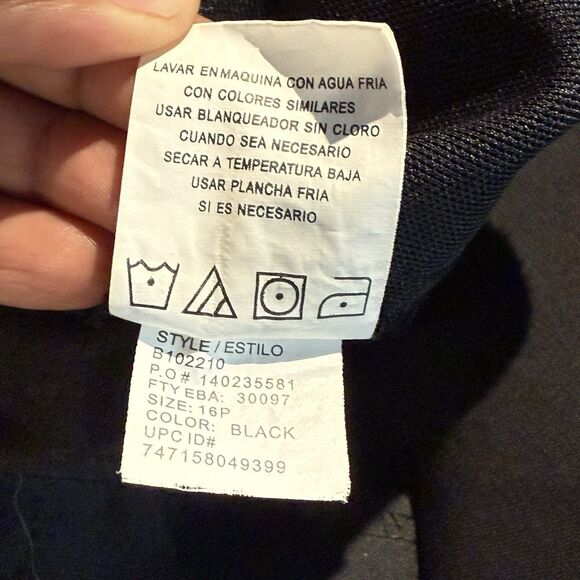 LAVAR EN MAQUINA CON AGUA FRIA
CON COLORES SIMILARES
USAR BLANQUEADOR SIN CLORO
CUANDO SEA NECESARIO
SECAR A TEMPERATURA BAJA
USAR PLANCHA FRIA
SI ES NECESARIO
STYLE / ESTILO
B102210
P.O # 140235581
FTY EBA: 30097
SIZE: 16P
COLOR: BLACK
UPC ID#
747158049399